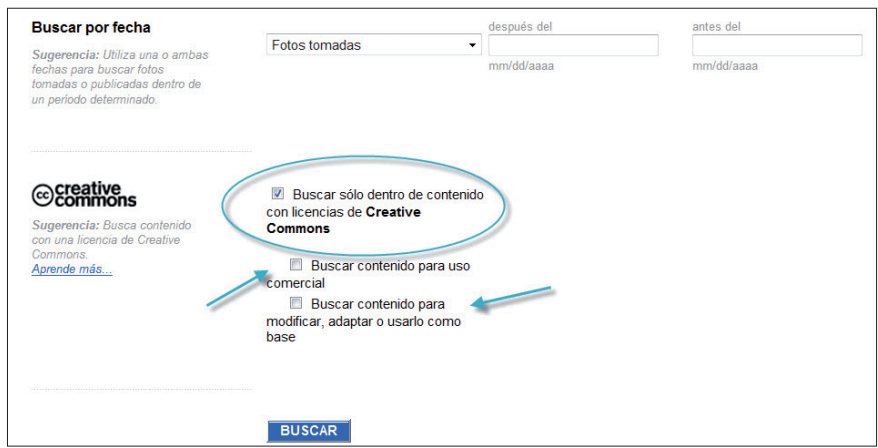 Buscar por fecha
Sugerencia: Utiliza una o ambas
fechas para buscar fotos
tomadas o publicadas dentro de
un periodo determinado.
Fotos tomadas
después del
mm/dd/aaaa
antes del
mm/dd/aaaa
cc creative
commons
Sugerencia: Busca contenido
con una licencia de Creative
Commons.
Aprende más...
Buscar sólo dentro de contenido
con licencias de Creative
Commons
Buscar contenido para uso
comercial
Buscar contenido para
modificar, adaptar o usarlo como
base
BUSCAR